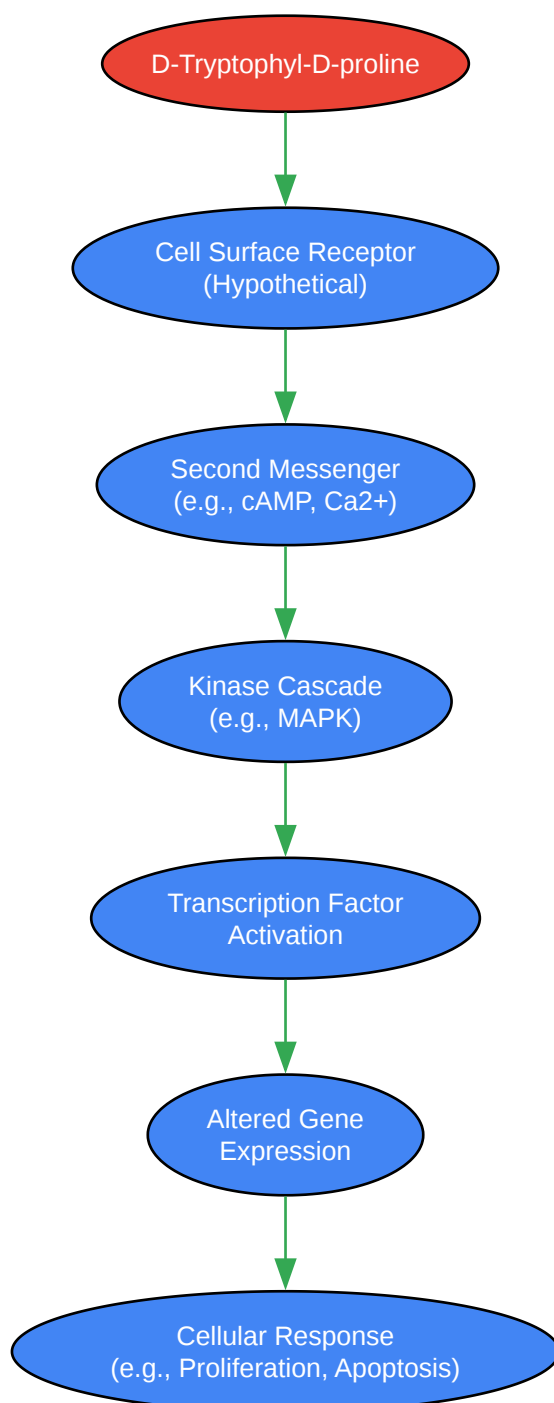 D-Tryptophyl-D-proline
Cell Surface Receptor
(Hypothetical)
Second Messenger
(e.g., cAMP, Ca2+)
Kinase Cascade
(e.g., MAPK)
Transcription Factor
Activation
Altered Gene
Expression
Cellular Response
(e.g., Proliferation, Apoptosis)